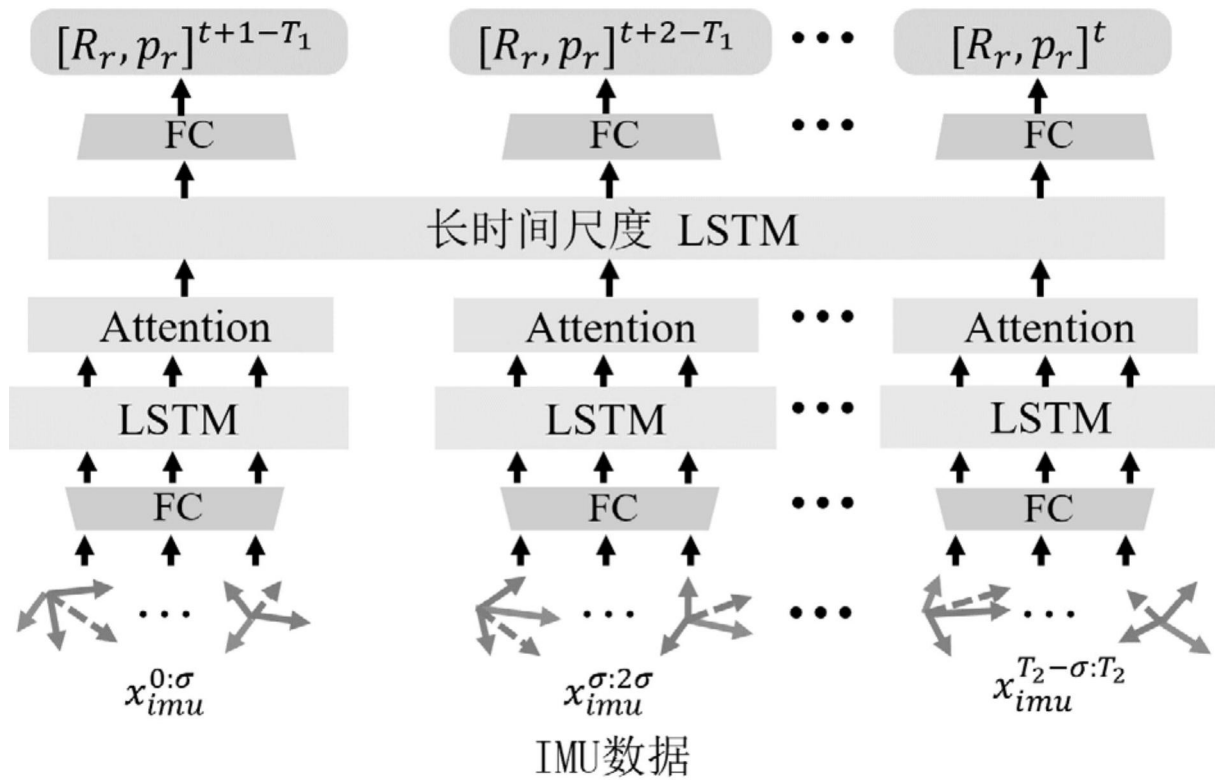 [R_r, p_r]^{t+1-T_1} [R_r, p_r]^{t+2-T_1} ••• [R_r, p_r]^t
FC FC ••• FC
长时间尺度 LSTM
Attention Attention ••• Attention
LSTM LSTM ••• LSTM
FC FC ••• FC
··· ··· ••• ···
x_{imu}^{0:σ} x_{imu}^{σ:2σ} x_{imu}^{T_2-σ:T_2}
IMU数据